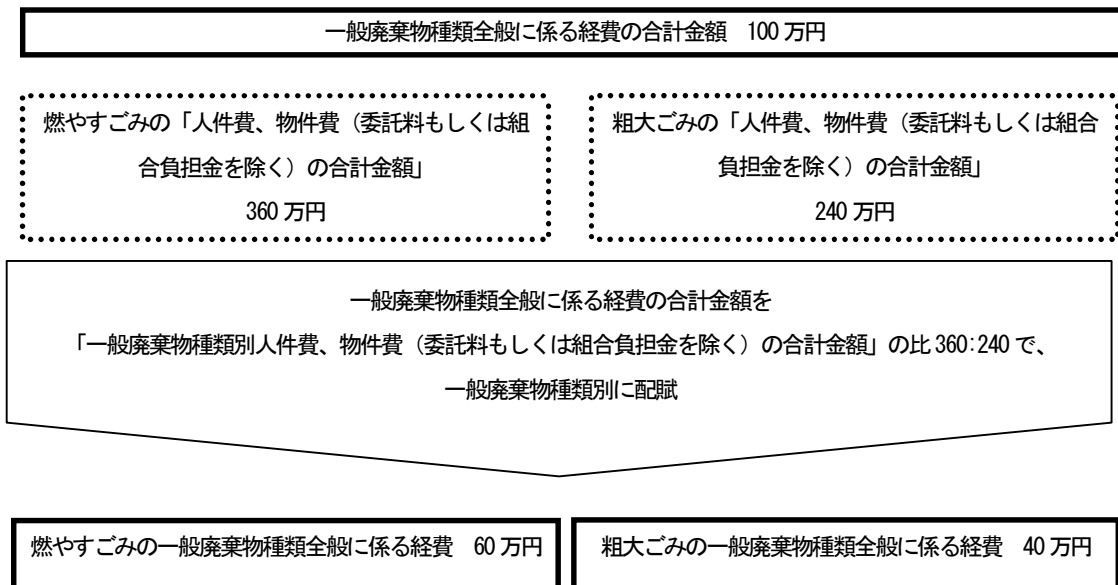 一般廃棄物種類全般に係る経費の合計金額　100 万円
燃やすごみの「人件費、物件費（委託料もしくは組
合負担金を除く）の合計金額」
360 万円
粗大ごみの「人件費、物件費（委託料もしくは組合
負担金を除く）の合計金額」
240 万円
一般廃棄物種類全般に係る経費の合計金額を
「一般廃棄物種類別人件費、物件費（委託料もしくは組合負担金を除く）の合計金額」の比 360:240 で、
一般廃棄物種類別に配賦
燃やすごみの一般廃棄物種類全般に係る経費　60 万円
粗大ごみの一般廃棄物種類全般に係る経費　40 万円